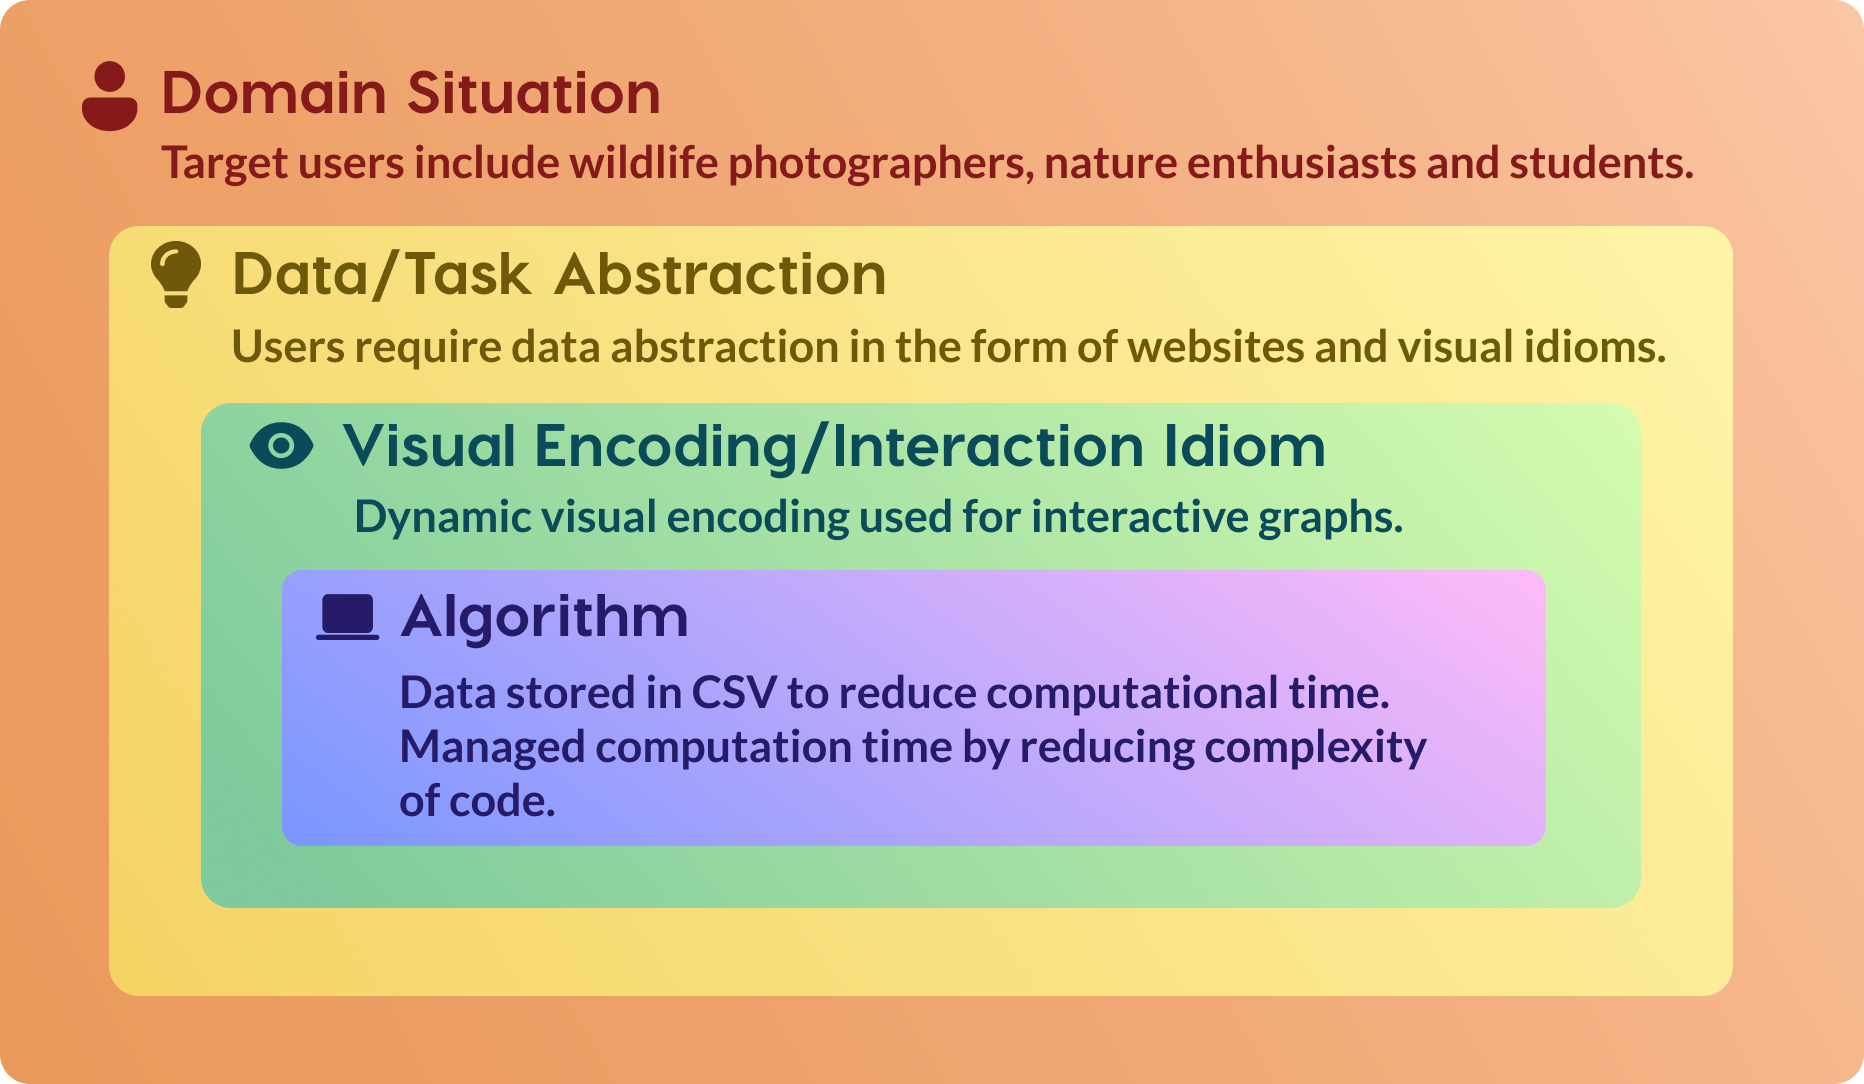 Domain Situation
Target users include wildlife photographers, nature enthusiasts and students.
Data/Task Abstraction
Users require data abstraction in the form of websites and visual idioms.
Visual Encoding/Interaction Idiom
Dynamic visual encoding used for interactive graphs.
Algorithm
Data stored in CSV to reduce computational time.
Managed computation time by reducing complexity
of code.